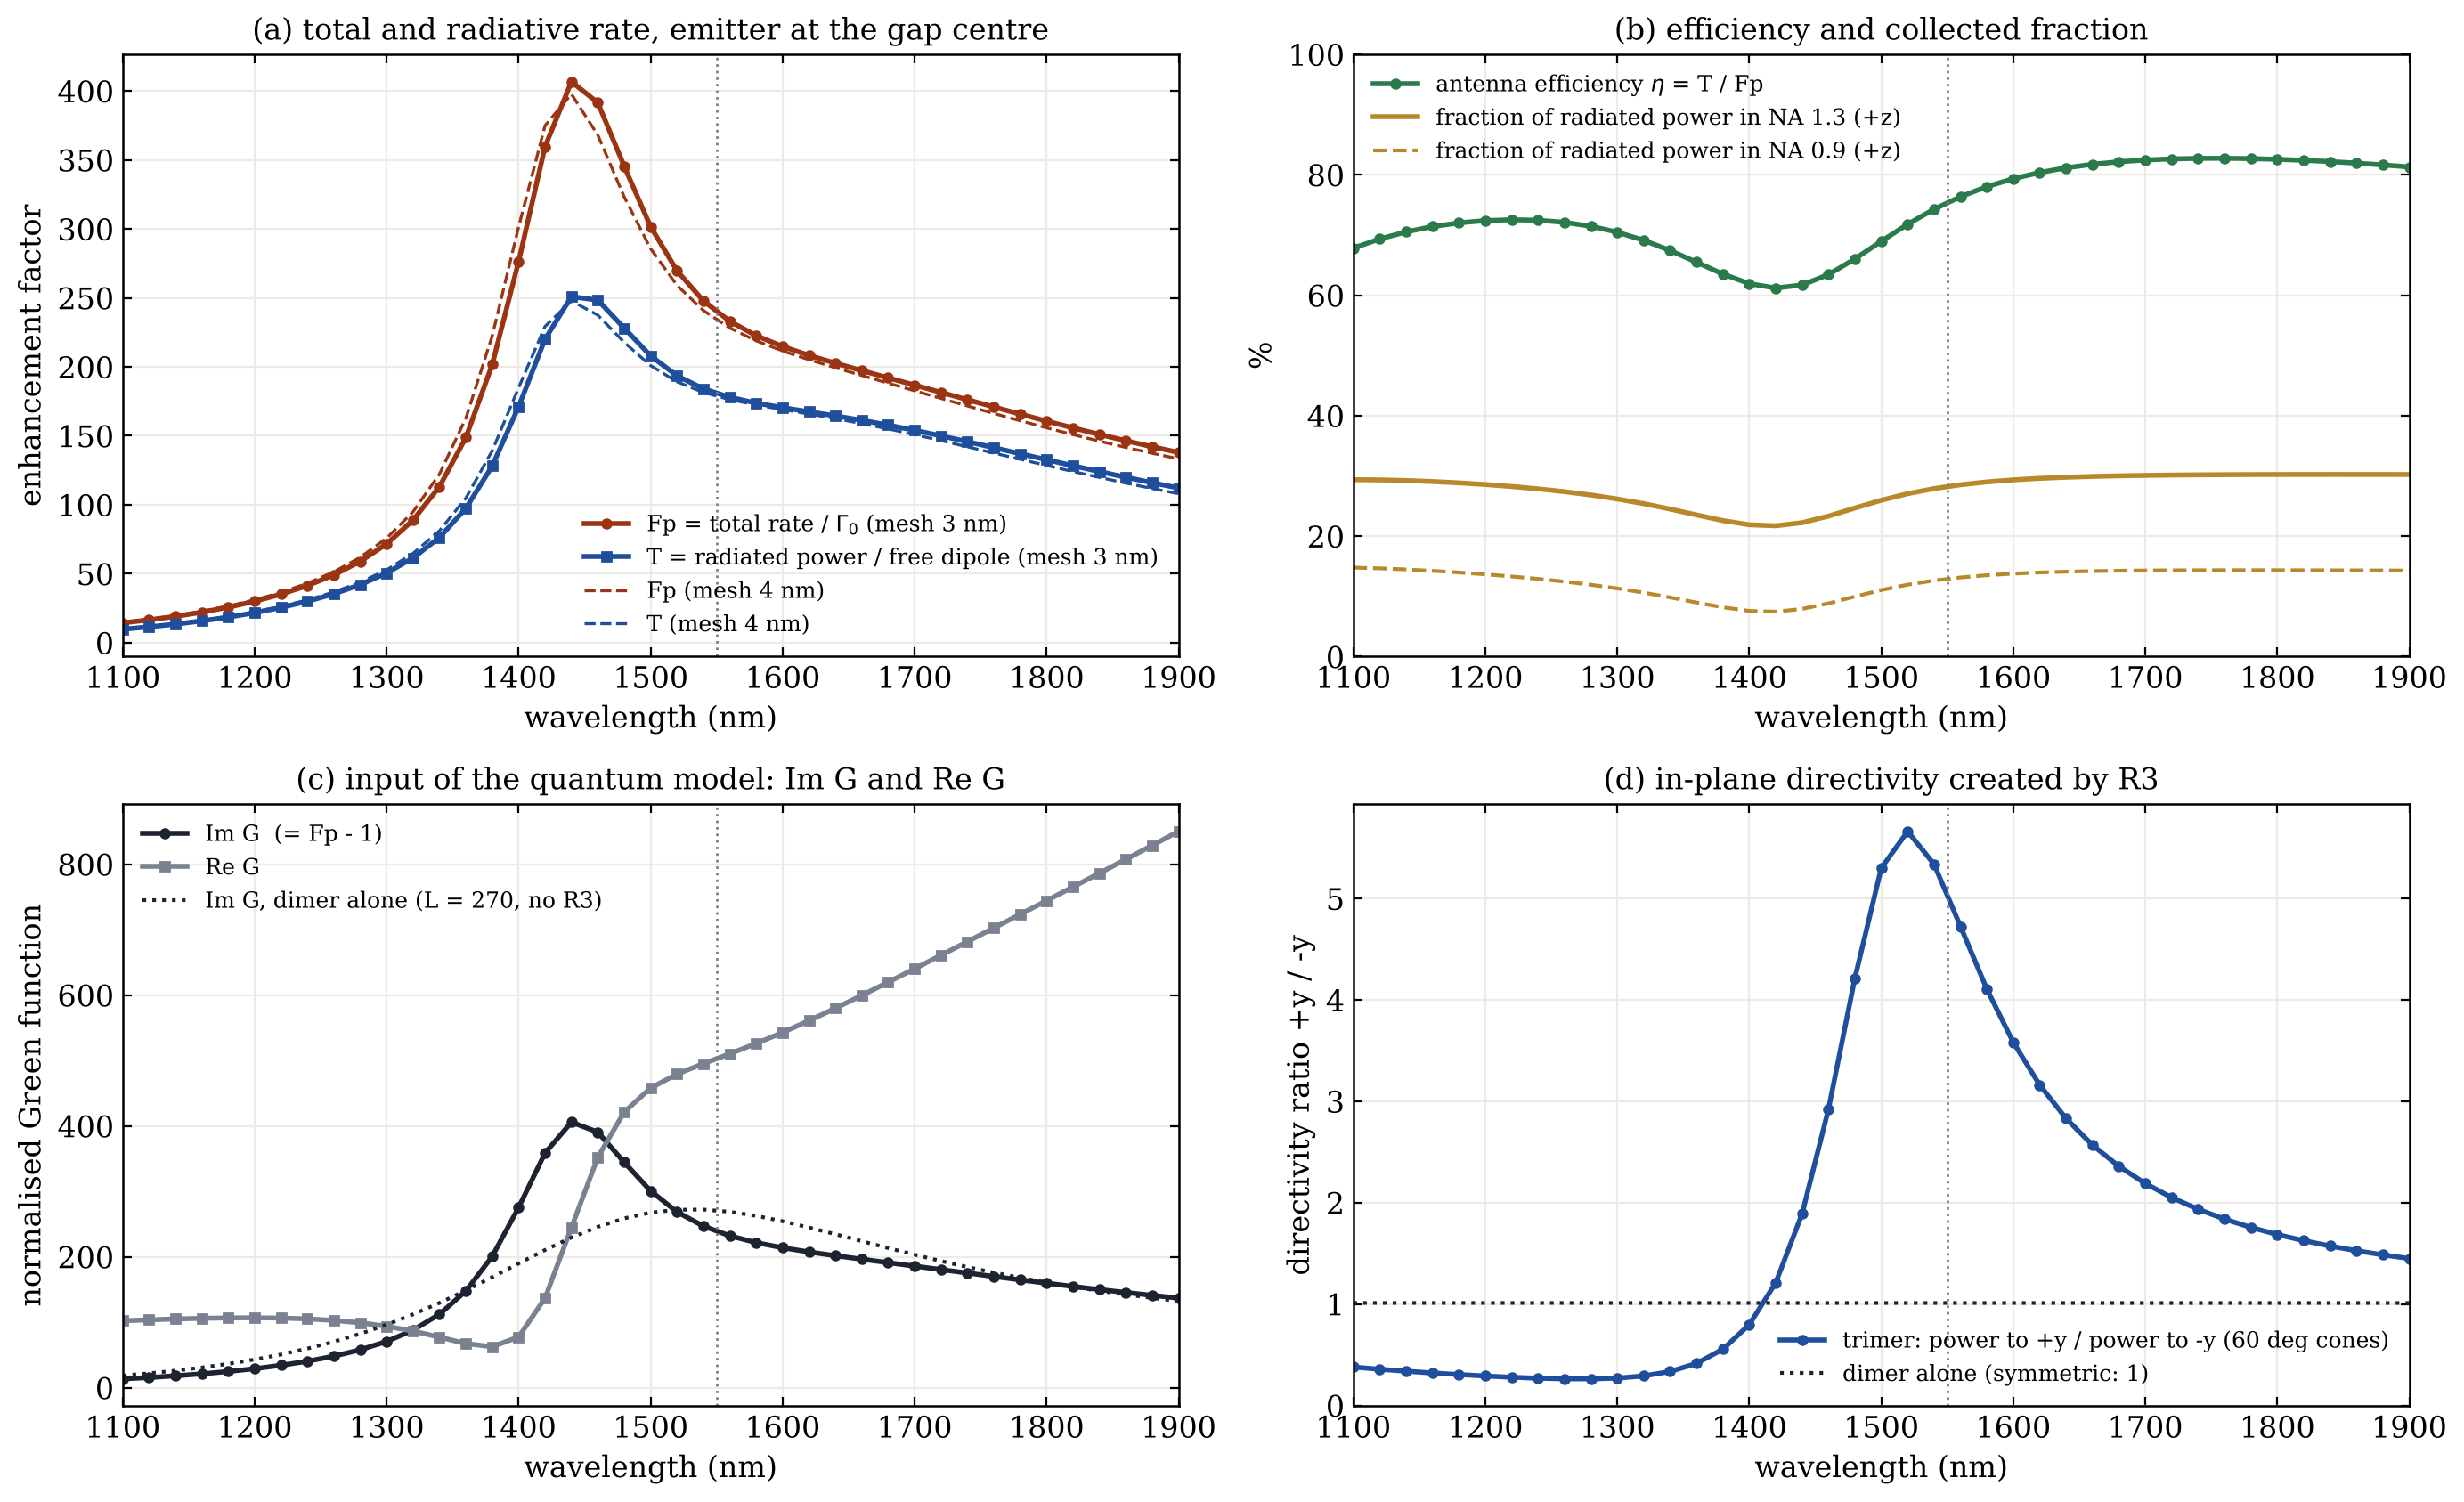 (a) total and radiative rate, emitter at the gap centre
enhancement factor
400
350
300
250
200
150
100
50
0
Fp = total rate / Γ₀ (mesh 3 nm)
T = radiated power / free dipole (mesh 3 nm)
Fp (mesh 4 nm)
T (mesh 4 nm)
1100 1200 1300 1400 1500 1600 1700 1800 1900
wavelength (nm)
(b) efficiency and collected fraction
%
100
80
60
40
20
0
antenna efficiency η = T / Fp
fraction of radiated power in NA 1.3 (+z)
fraction of radiated power in NA 0.9 (+z)
1100 1200 1300 1400 1500 1600 1700 1800 1900
wavelength (nm)
(c) input of the quantum model: Im G and Re G
normalised Green function
800
600
400
200
0
Im G (= Fp - 1)
Re G
Im G, dimer alone (L = 270, no R3)
1100 1200 1300 1400 1500 1600 1700 1800 1900
wavelength (nm)
(d) in-plane directivity created by R3
directivity ratio +y / -y
5
4
3
2
1
0
trimer: power to +y / power to -y (60 deg cones)
dimer alone (symmetric: 1)
1100 1200 1300 1400 1500 1600 1700 1800 1900
wavelength (nm)